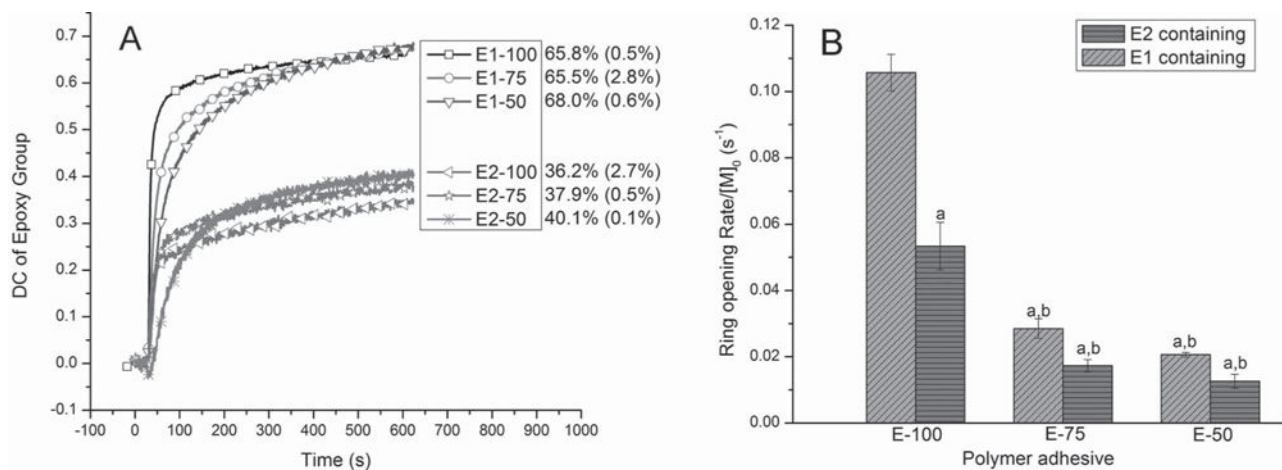 A
DC of Epoxy Group
0.7
0.6
0.5
0.4
0.3
0.2
0.1
0.0
-0.1
-100 0 100 200 300 400 500 600 700 800 900 1000
Time (s)
E1-100 65.8% (0.5%)
E1-75 65.5% (2.8%)
E1-50 68.0% (0.6%)
E2-100 36.2% (2.7%)
E2-75 37.9% (0.5%)
E2-50 40.1% (0.1%)
B
E2 containing
E1 containing
Ring opening Rate/[M]₀ (s⁻¹)
0.12
0.10
0.08
0.06
0.04
0.02
0.00
a
a,b
a,b
a,b
a,b
E-100 E-75 E-50
Polymer adhesive